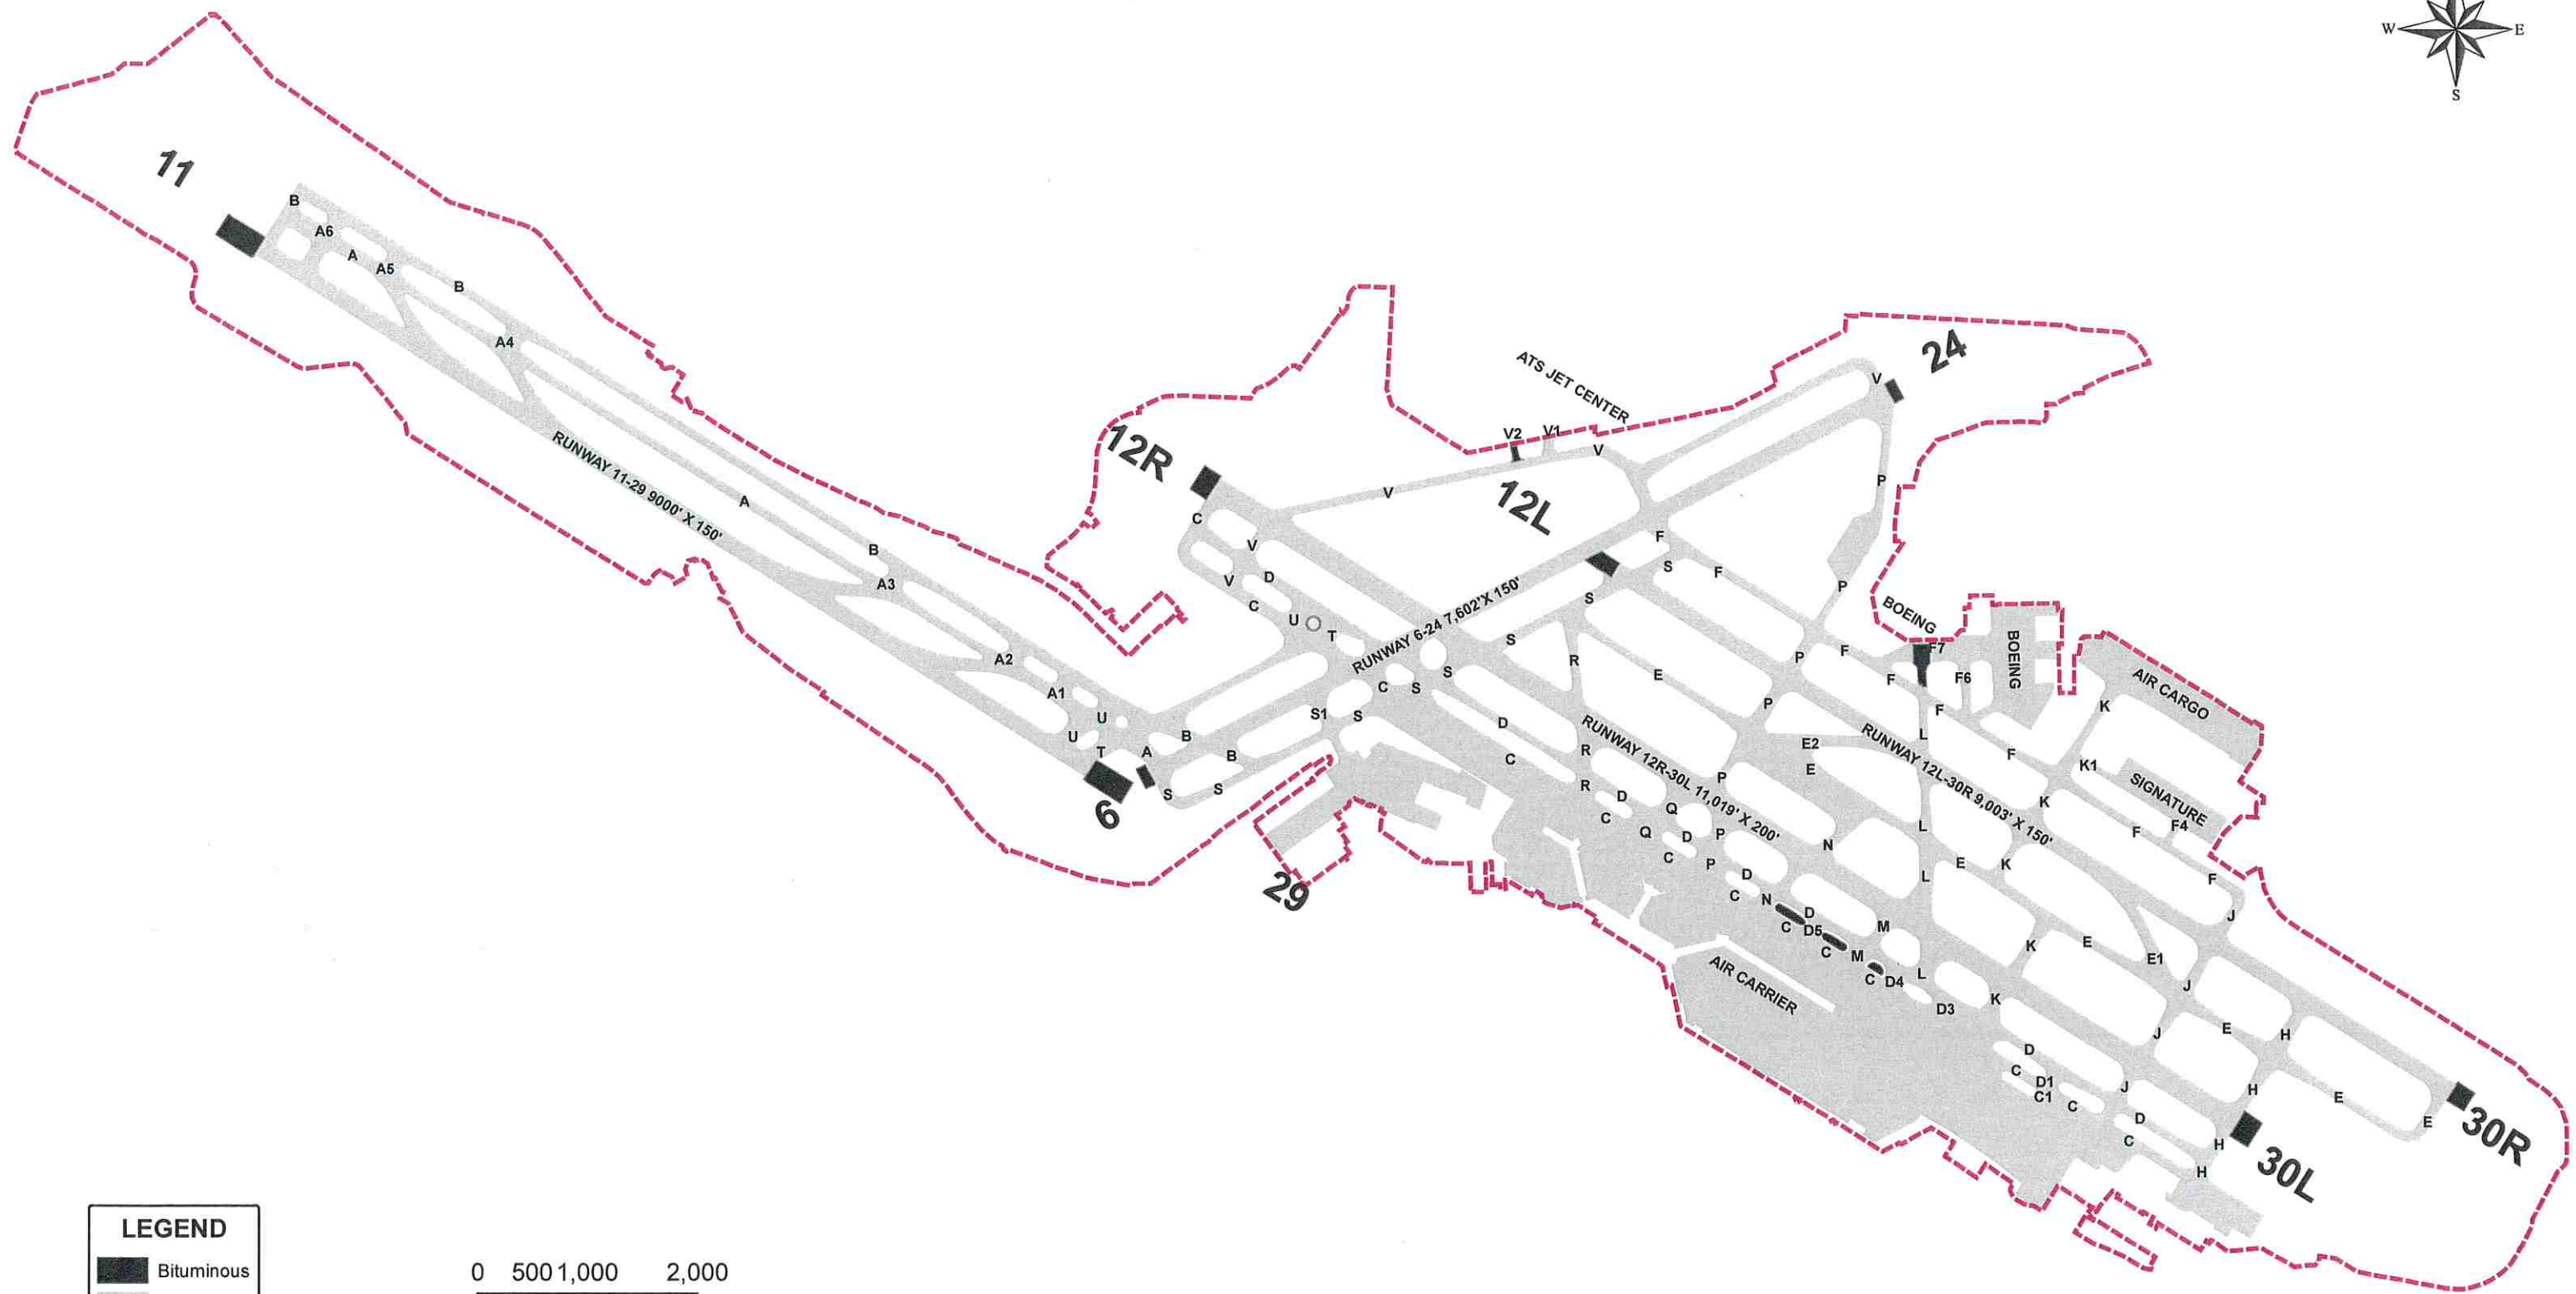 W
E
S
11
B
A6
A
A5
B
A4
RUNWAY 11-29 9000' X 150'
A
B
A3
A2
A1
U
U
T
A
B
B
S
S
6
29
12R
C
V
D
V
C
U
T
V
V2
V1
V
ATS JET CENTER
12L
24
V
P
P
RUNWAY 6-24 7,602'X 150'
F
S
F
S
S
R
E
S
S
C
S1
S
D
C
RUNWAY 12R-30L 11,019' X 200'
R
R
D
C
Q
Q
D
C
P
P
P
P
P
F
F
BOEING
F7
F6
BOEING
F
L
E2
E
RUNWAY 12L-30R 9,003' X 150'
AIR CARGO
K
K1
SIGNATURE
F
K
F
F4
F
J
N
L
L
E
K
D
C
N
D
C
D5
C
M
M
C
D4
L
D3
K
K
E
E1
J
J
E
H
H
E
E
AIR CARRIER
D
C
D1
C1
C
J
D
C
H
H
30R
30L
LEGEND
Bituminous
0 500 1,000 2,000